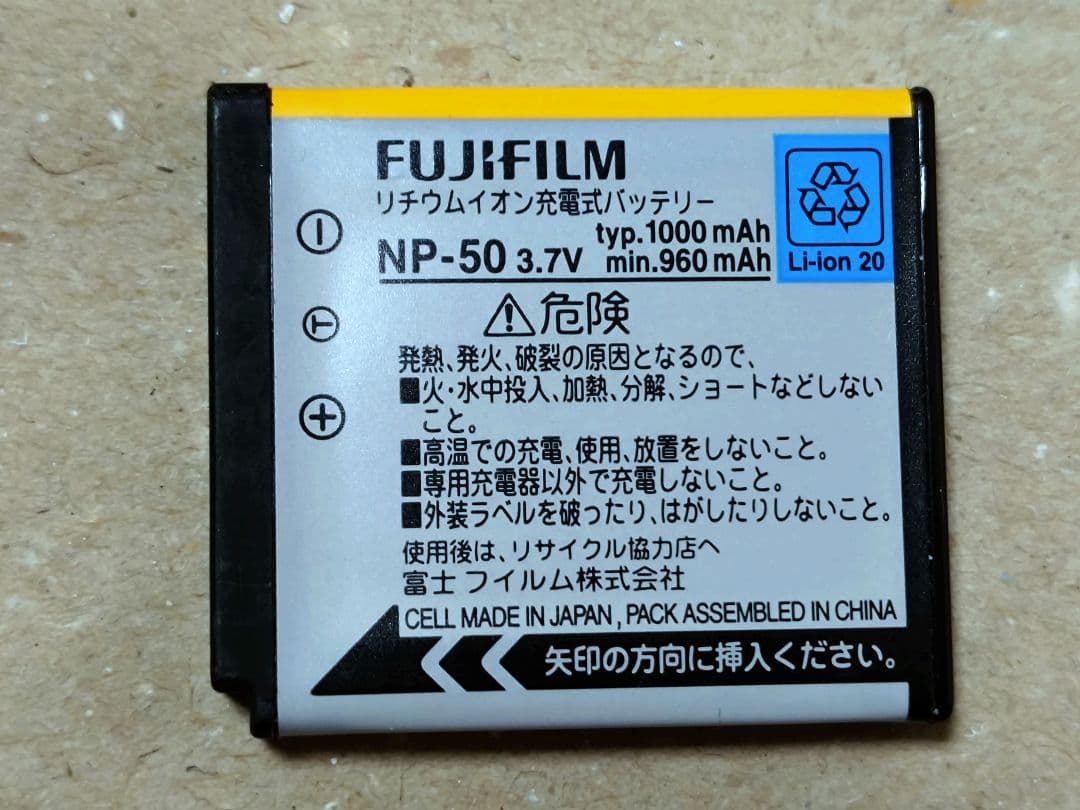 FUJIFILM
リチウムイオン充電式バッテリー
NP-50 3.7V typ.1000 mAh
min.960 mAh
Li-ion 20
⚠危険
発熱、発火、破裂の原因となるので、
■火・水中投入、加熱、分解、ショートなどしない
こと。
■高温での充電、使用、放置をしないこと。
■専用充電器以外で充電しないこと。
■外装ラベルを破ったり、はがしたりしないこと。
使用後は、リサイクル協力店へ
富士フイルム株式会社
CELL MADE IN JAPAN , PACK ASSEMBLED IN CHINA
矢印の方向に挿入ください。
−
T
+